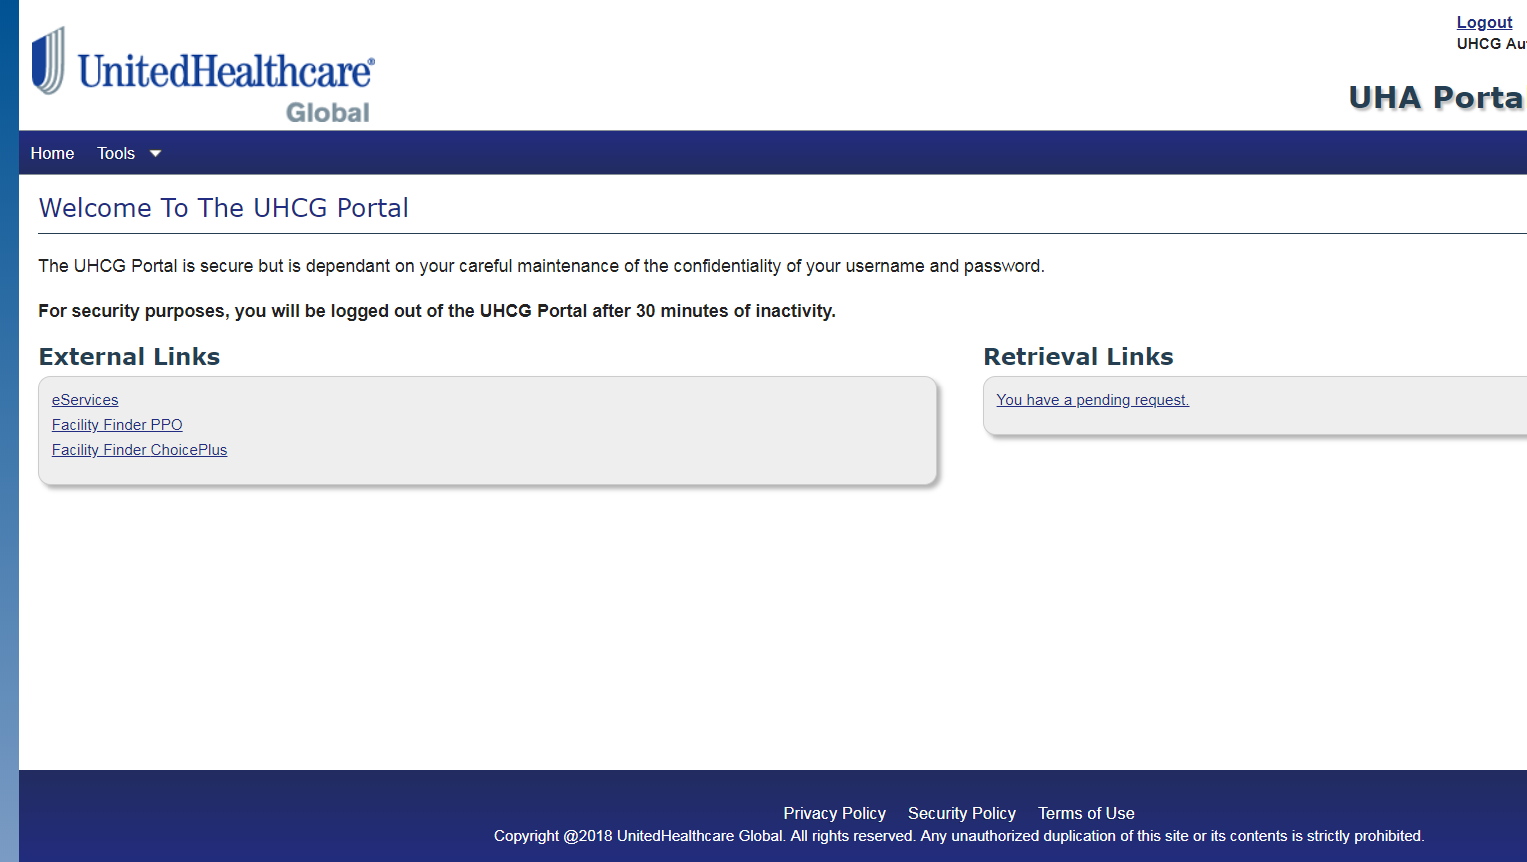 Logout
UHCG Au
UnitedHealthcare®
Global
UHA Porta
Home Tools
Welcome To The UHCG Portal
The UHCG Portal is secure but is dependant on your careful maintenance of the confidentiality of your username and password.
For security purposes, you will be logged out of the UHCG Portal after 30 minutes of inactivity.
External Links
eServices
Facility Finder PPO
Facility Finder ChoicePlus
Retrieval Links
You have a pending request.
Privacy Policy Security Policy Terms of Use
Copyright @2018 UnitedHealthcare Global. All rights reserved. Any unauthorized duplication of this site or its contents is strictly prohibited.